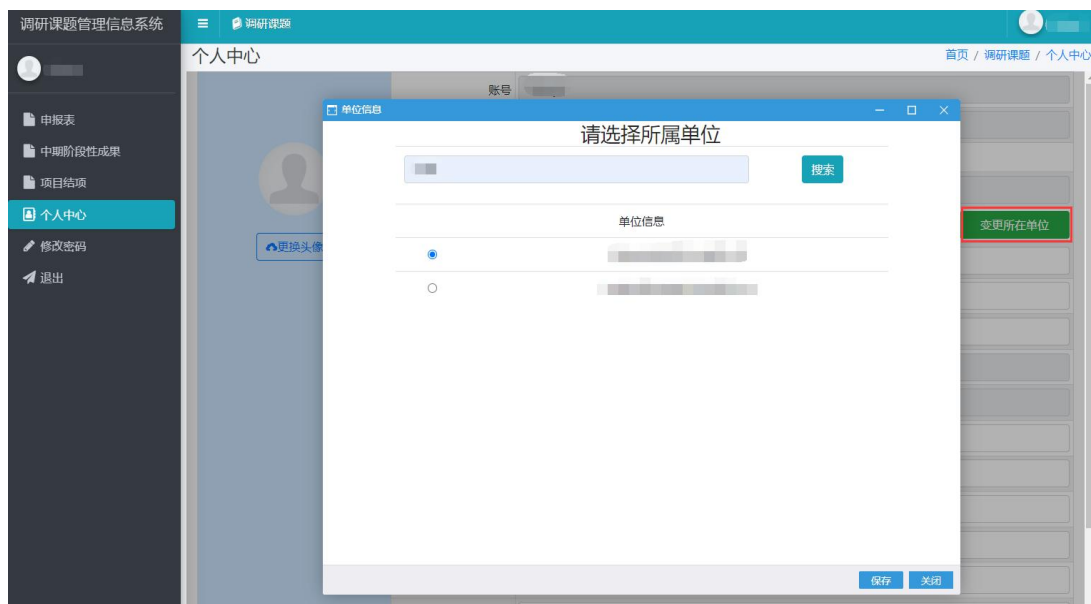 调研课题管理信息系统
调研课题
个人中心
首页 / 调研课题 / 个人中心
申报表
中期阶段性成果
项目结项
个人中心
修改密码
退出
账号
更换头像
变更所在单位
单位信息
请选择所属单位
搜索
单位信息
保存
关闭